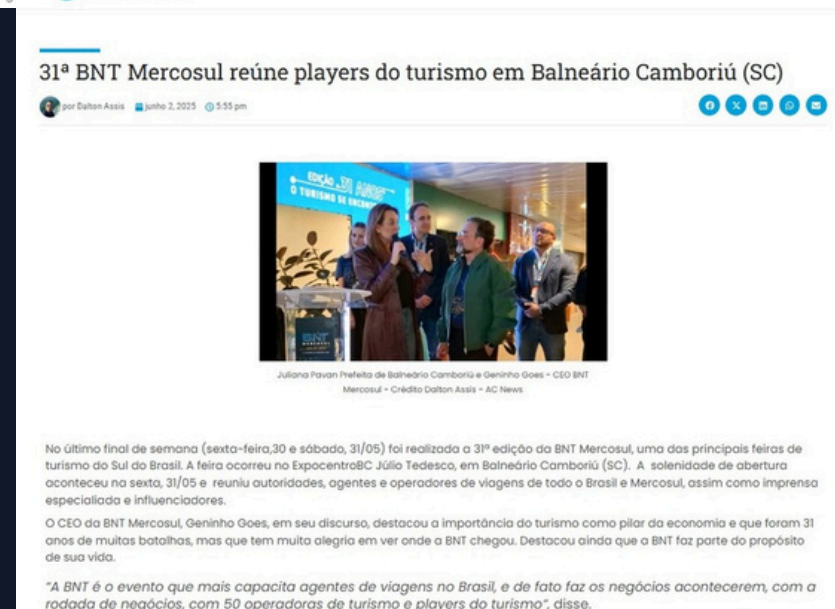 31ª BNT Mercosul reúne players do turismo em Balneário Camboriú (SC)
por Dalton Assis junho 2, 2025 5:55 pm
EDIÇÃO 31 ANOS
O TURISMO SE ENCON
BNT
MERCOSUL
Juliana Pavan Prefeita de Balneário Camboriú e Geninho Goes - CEO BNT
Mercosul - Crédito Dalton Assis - AC News
No último final de semana (sexta-feira,30 e sábado, 31/05) foi realizada a 31ª edição da BNT Mercosul, uma das principais feiras de
turismo do Sul do Brasil. A feira ocorreu no ExpocentroBC Júlio Tedesco, em Balneário Camboriú (SC). A solenidade de abertura
aconteceu na sexta, 31/05 e reuniu autoridades, agentes e operadores de viagens de todo o Brasil e Mercosul, assim como imprensa
especialiada e influenciadores.
O CEO da BNT Mercosul, Geninho Goes, em seu discurso, destacou a importância do turismo como pilar da economia e que foram 31
anos de muitas batalhas, mas que tem muita alegria em ver onde a BNT chegou. Destacou ainda que a BNT faz parte do propósito
de sua vida.
"A BNT é o evento que mais capacita agentes de viagens no Brasil, e de fato faz os negócios acontecerem, com a
rodada de negócios, com 50 operadoras de turismo e players do turismo", disse.